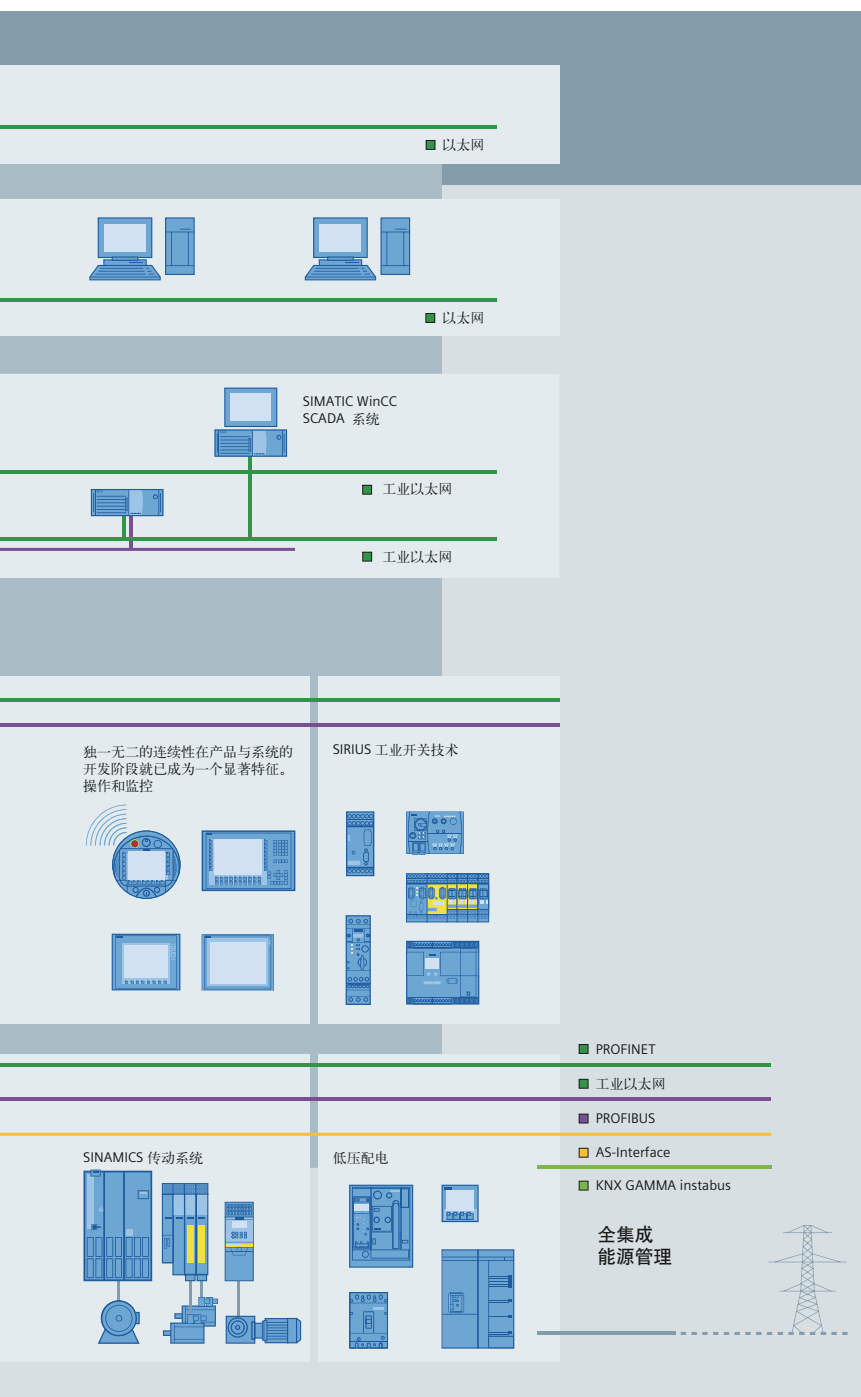 以太网
以太网
SIMATIC WinCC
SCADA 系统
工业以太网
工业以太网
独一无二的连续性在产品与系统的
开发阶段就已成为一个显著特征。
操作和监控
SIRIUS 工业开关技术
PROFINET
工业以太网
PROFIBUS
AS-Interface
KNX GAMMA instabus
SINAMICS 传动系统
低压配电
全集成
能源管理